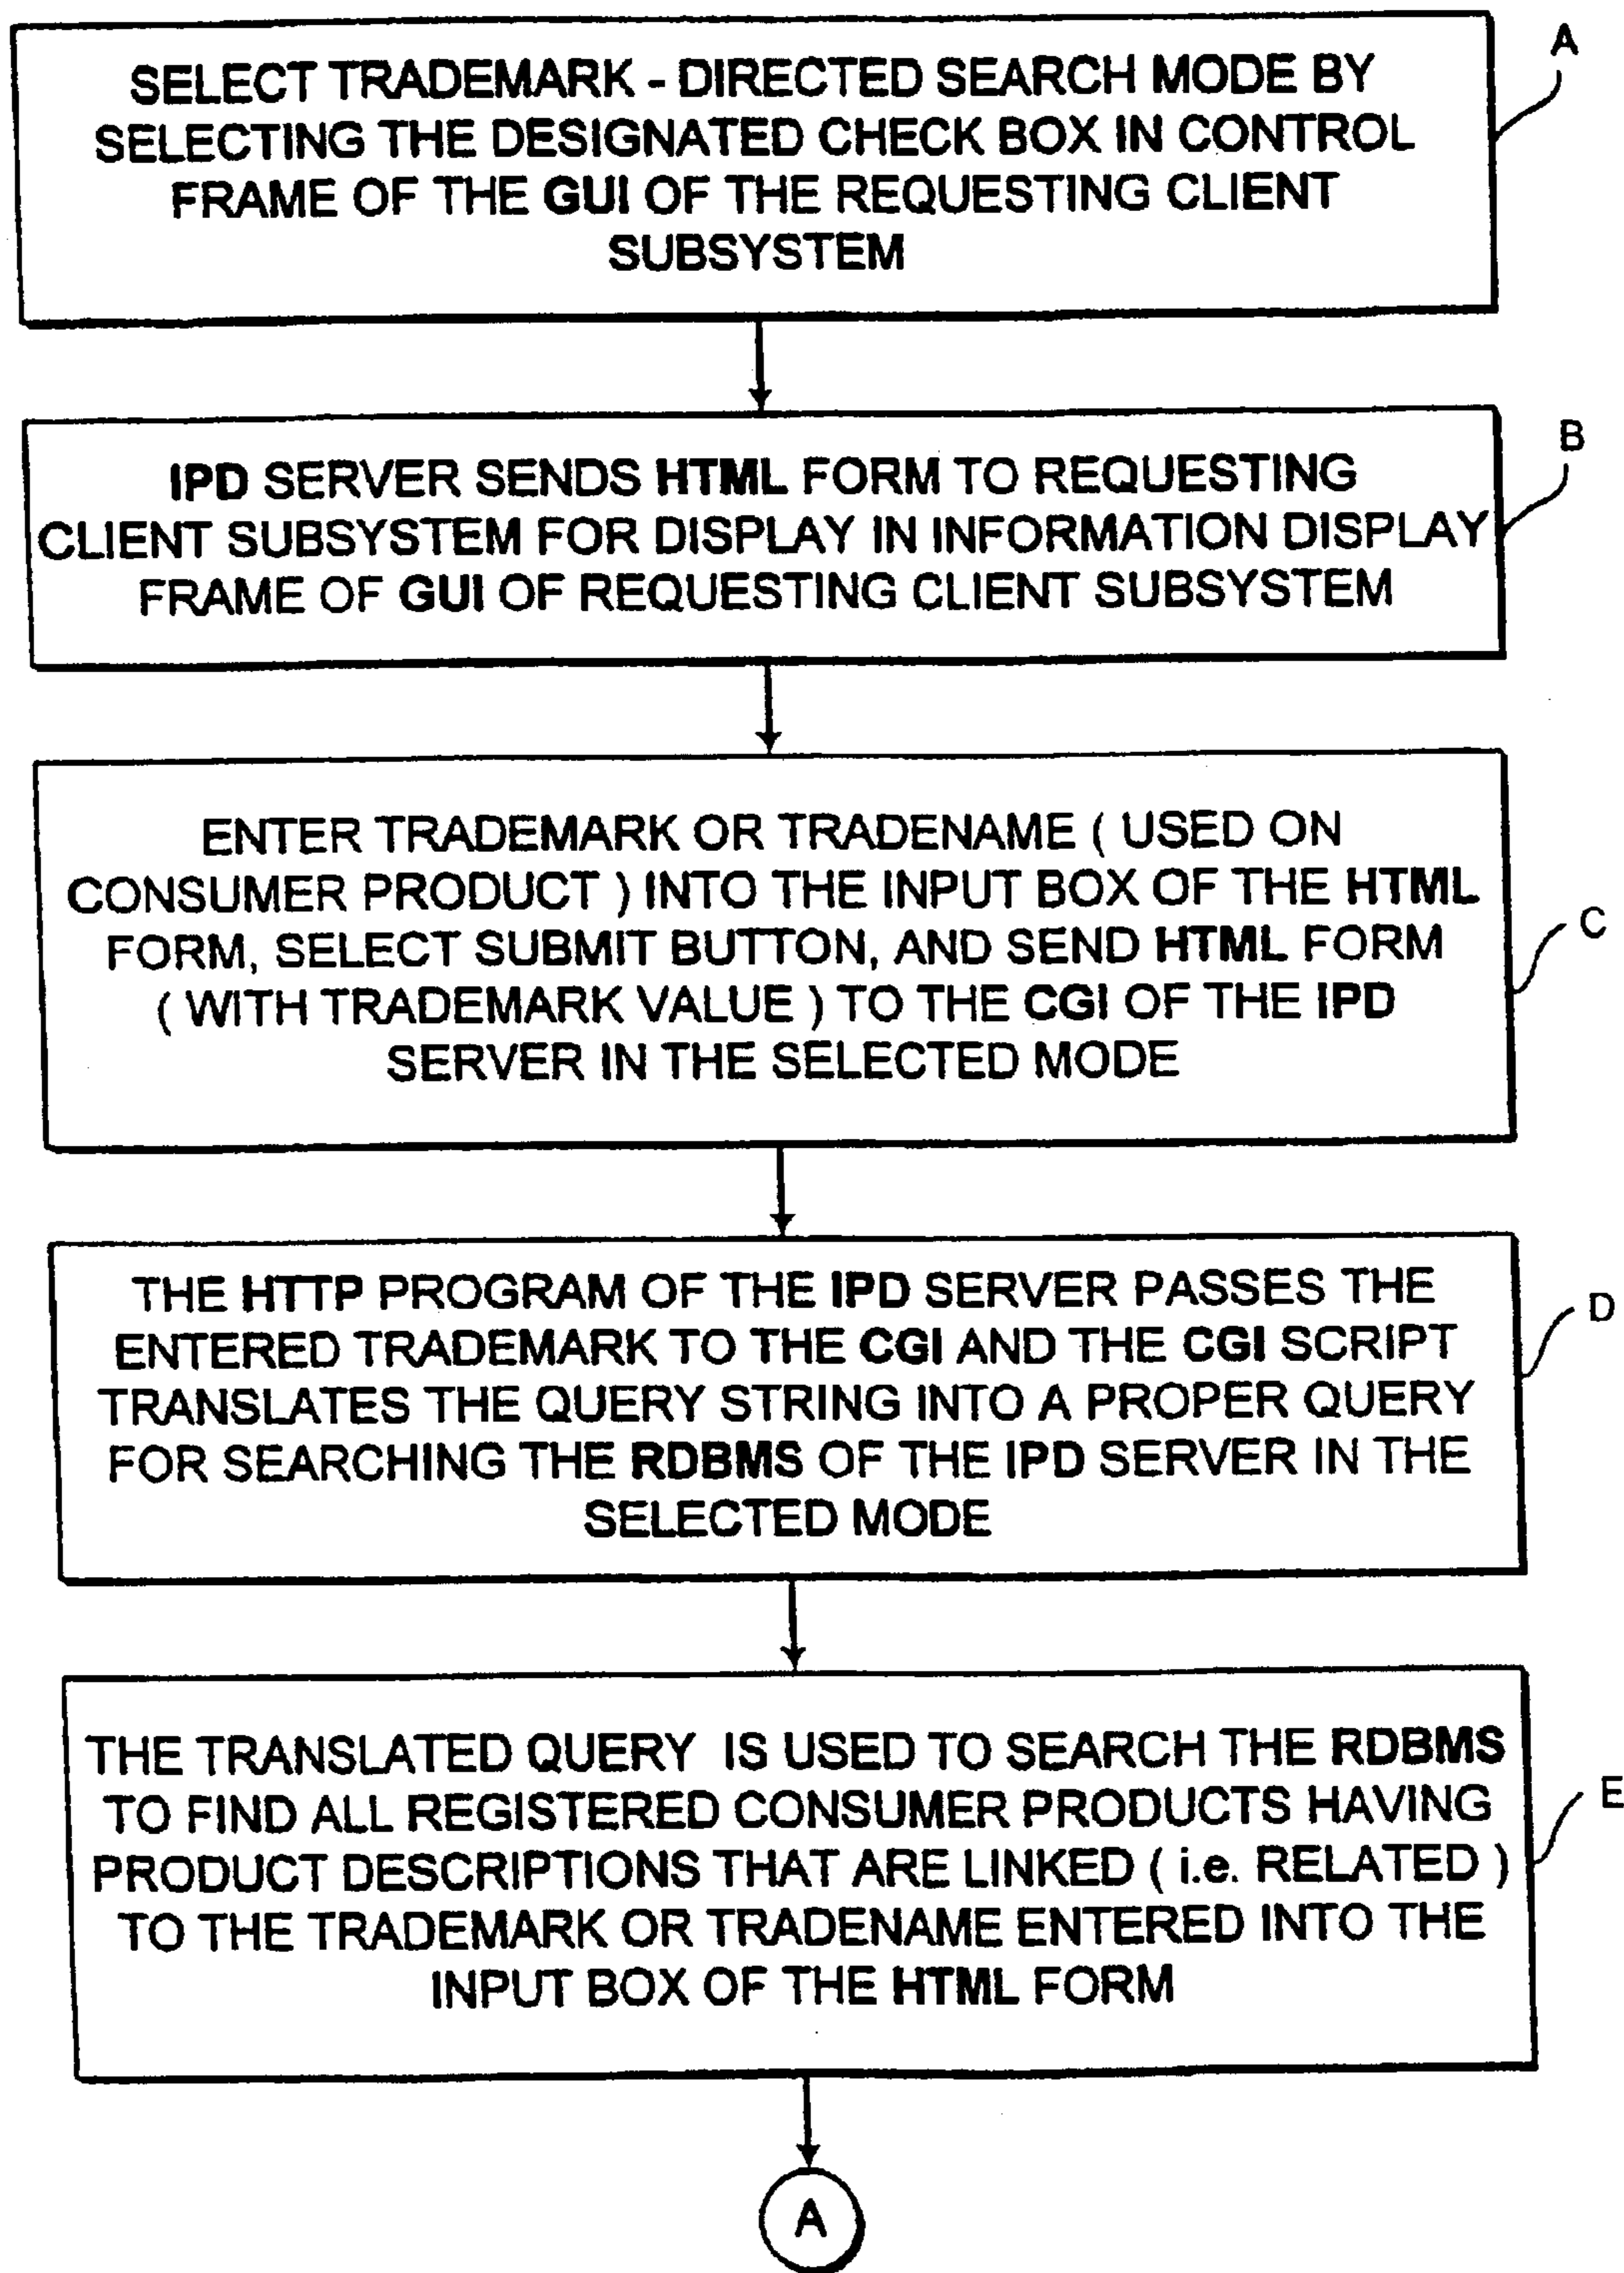 SELECT TRADEMARK - DIRECTED SEARCH MODE BY
SELECTING THE DESIGNATED CHECK BOX IN CONTROL
FRAME OF THE GUI OF THE REQUESTING CLIENT
SUBSYSTEM
A
IPD SERVER SENDS HTML FORM TO REQUESTING
CLIENT SUBSYSTEM FOR DISPLAY IN INFORMATION DISPLAY
FRAME OF GUI OF REQUESTING CLIENT SUBSYSTEM
B
ENTER TRADEMARK OR TRADENAME ( USED ON
CONSUMER PRODUCT ) INTO THE INPUT BOX OF THE HTML
FORM, SELECT SUBMIT BUTTON, AND SEND HTML FORM
( WITH TRADEMARK VALUE ) TO THE CGI OF THE IPD
SERVER IN THE SELECTED MODE
C
THE HTTP PROGRAM OF THE IPD SERVER PASSES THE
ENTERED TRADEMARK TO THE CGI AND THE CGI SCRIPT
TRANSLATES THE QUERY STRING INTO A PROPER QUERY
FOR SEARCHING THE RDBMS OF THE IPD SERVER IN THE
SELECTED MODE
D
THE TRANSLATED QUERY IS USED TO SEARCH THE RDBMS
TO FIND ALL REGISTERED CONSUMER PRODUCTS HAVING
PRODUCT DESCRIPTIONS THAT ARE LINKED ( i.e. RELATED )
TO THE TRADEMARK OR TRADENAME ENTERED INTO THE
INPUT BOX OF THE HTML FORM
E
A